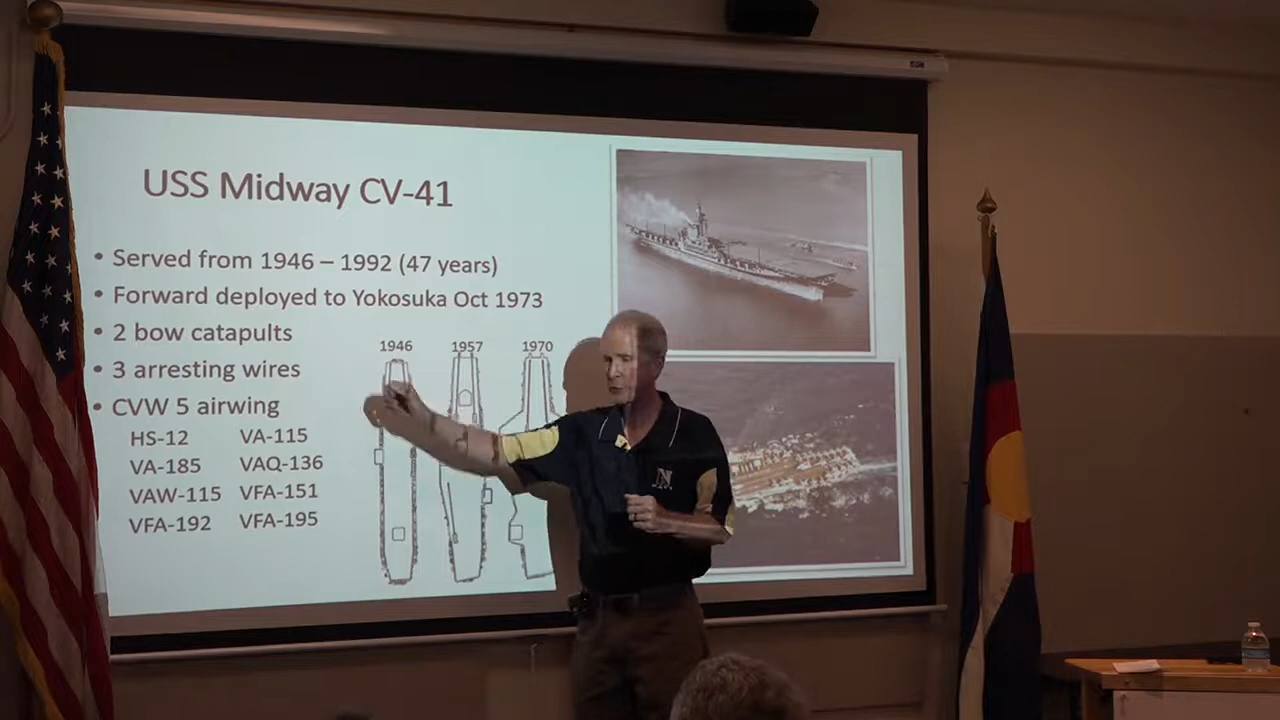 USS Midway CV-41
• Served from 1946 – 1992 (47 years)
• Forward deployed to Yokosuka Oct 1973
• 2 bow catapults
• 3 arresting wires
• CVW 5 airwing
HS-12 VA-115
VA-185 VAQ-136
VAW-115 VFA-151
VFA-192 VFA-195
1946 1957 1970
N